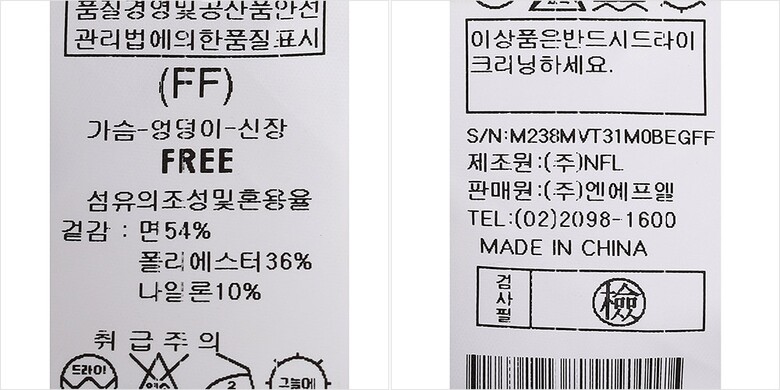 품질경영및공산품안전
관리법에의한품질표시
(FF)
가슴-엉덩이-신장
FREE
섬유의조성및혼용율
겉감 : 면54%
폴리에스터36%
나일론10%
취급주의
드라이
그늘에
이상품은반드시드라이
크리닝하세요.
S/N:M238MVT31M0BEGFF
제조원:(주)NFL
판매원:(주)엔에프엘
TEL:(02)2098-1600
MADE IN CHINA
검사필
檢